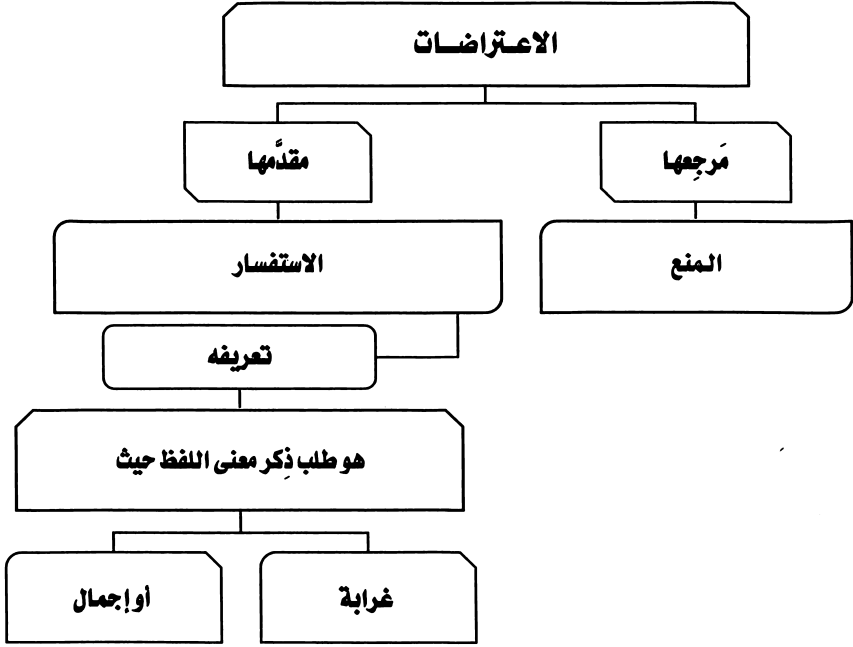 الاعتراضات
مَرجِعها
مقدَّمها
المنع
الاستفسار
تعريفه
هو طلب ذِكر معنى اللفظ حيث
غرابة
أو إجمال